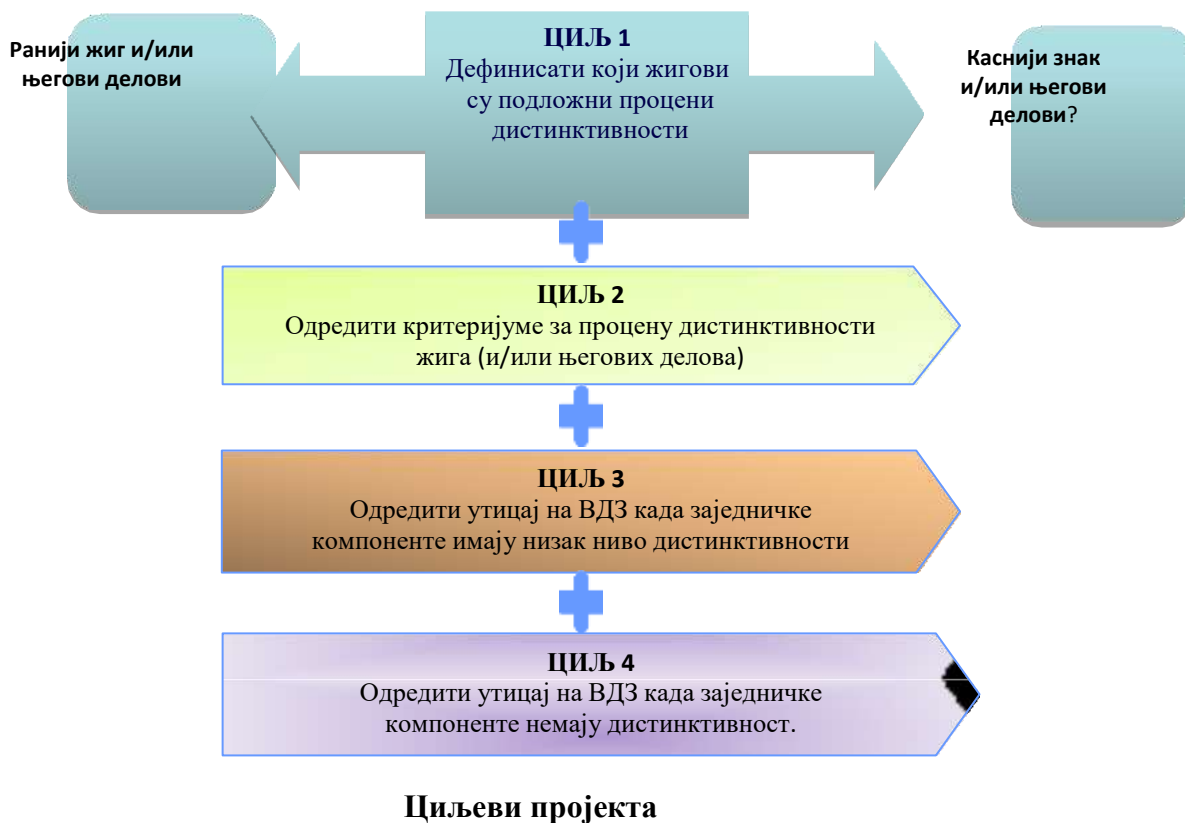 Ранији жиг и/или
његови делови
ЦИЉ 1
Дефинисати који жигови
су подложни процени
дистинктивности
Каснији знак
и/или његови
делови?
ЦИЉ 2
Одредити критеријуме за процену дистинктивности
жига (и/или његових делова)
ЦИЉ 3
Одредити утицај на ВДЗ када заједничке
компоненте имају низак ниво дистинктивности
ЦИЉ 4
Одредити утицај на ВДЗ када заједничке
компоненте немају дистинктивност.
Циљеви пројекта